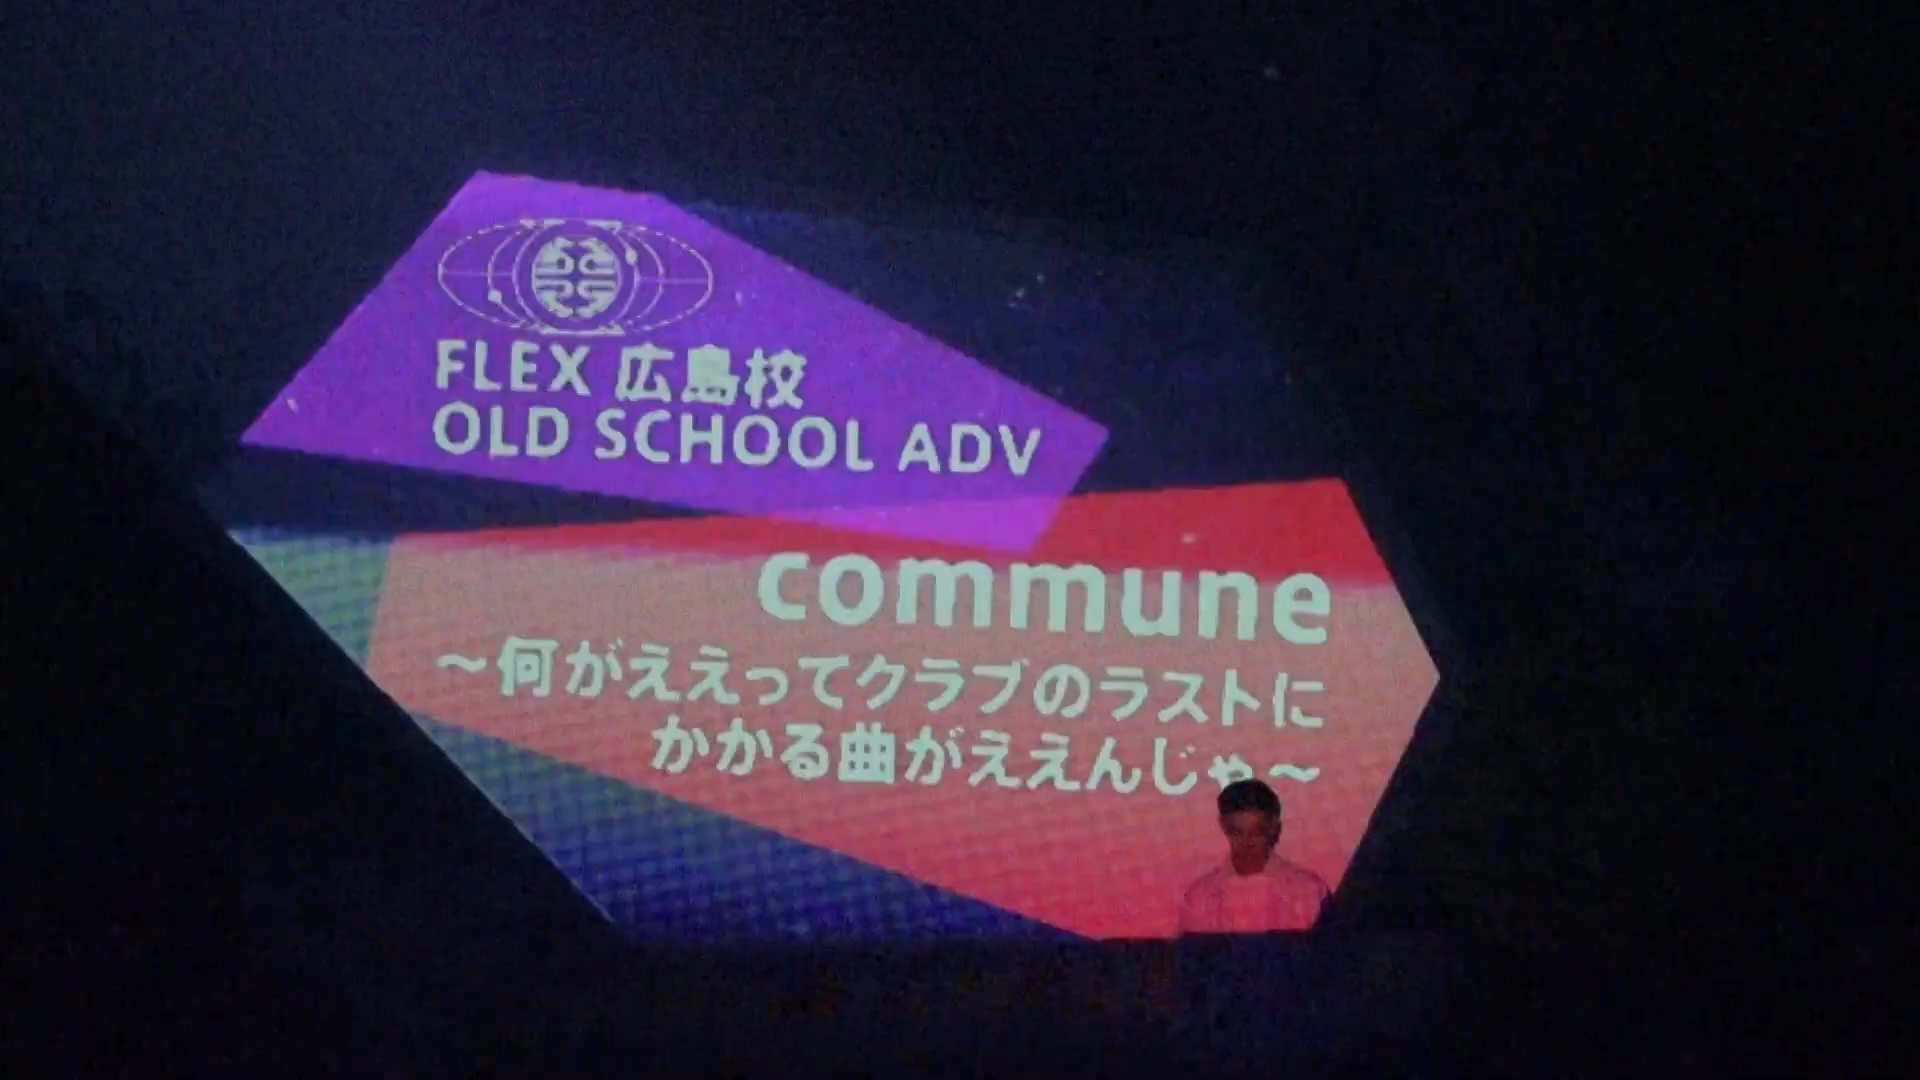 FLEX 広島校
OLD SCHOOL ADV
commune
～何がええってクラブのラストに
かかる曲がええんじゃ～